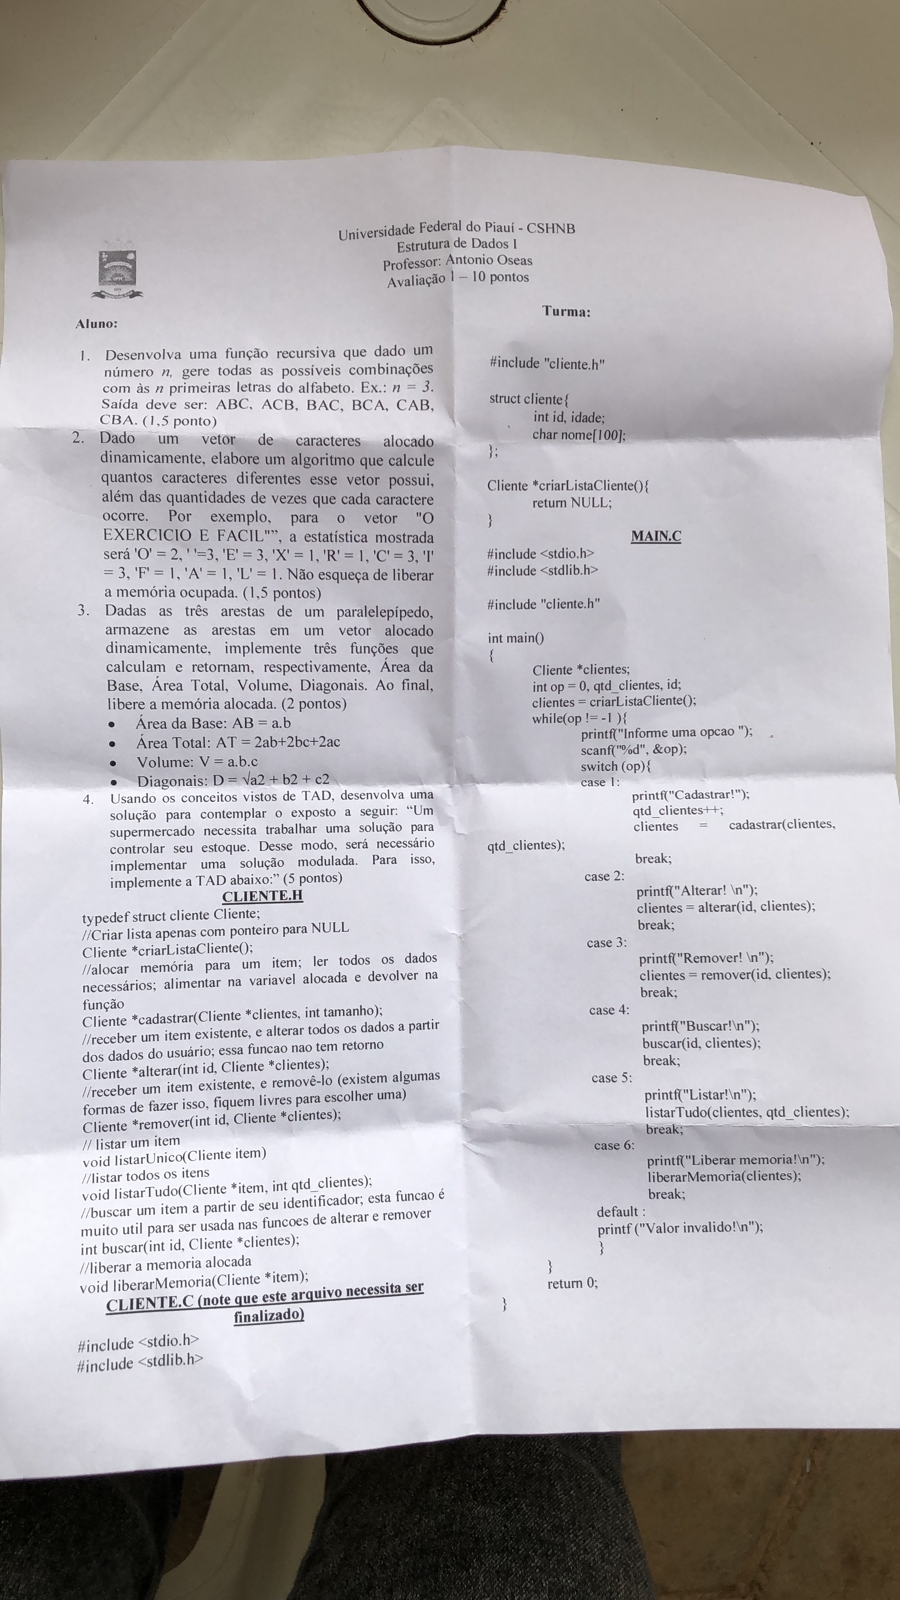 Universidade Federal do Piauí - CSHNB
Estrutura de Dados I
Professor: Antonio Oseas
Avaliação 1 – 10 pontos
Aluno:
Turma:
1. Desenvolva uma função recursiva que dado um
número n, gere todas as possíveis combinações
com às n primeiras letras do alfabeto. Ex.: n = 3.
Saída deve ser: ABC, ACB, BAC, BCA, CAB,
CBA. (1,5 ponto)
2. Dado um vetor de caracteres alocado
dinamicamente, elabore um algoritmo que calcule
quantos caracteres diferentes esse vetor possui,
além das quantidades de vezes que cada caractere
ocorre. Por exemplo, para o vetor "O
EXERCICIO E FACIL"", a estatística mostrada
será 'O' = 2, ' '=3, 'E' = 3, 'X' = 1, 'R' = 1, 'C' = 3, 'I'
= 3, 'F' = 1, 'A' = 1, 'L' = 1. Não esqueça de liberar
a memória ocupada. (1,5 pontos)
3. Dadas as três arestas de um paralelepípedo,
armazene as arestas em um vetor alocado
dinamicamente, implemente três funções que
calculam e retornam, respectivamente, Área da
Base, Área Total, Volume, Diagonais. Ao final,
libere a memória alocada. (2 pontos)
• Área da Base: AB = a.b
• Área Total: AT = 2ab+2bc+2ac
• Volume: V = a.b.c
• Diagonais: D = √a2 + b2 + c2
4. Usando os conceitos vistos de TAD, desenvolva uma
solução para contemplar o exposto a seguir: “Um
supermercado necessita trabalhar uma solução para
controlar seu estoque. Desse modo, será necessário
implementar uma solução modulada. Para isso,
implemente a TAD abaixo:” (5 pontos)
CLIENTE.H
typedef struct cliente Cliente;
//Criar lista apenas com ponteiro para NULL
Cliente *criarListaCliente();
//alocar memória para um item; ler todos os dados
necessários; alimentar na variavel alocada e devolver na
função
Cliente *cadastrar(Cliente *clientes, int tamanho);
//receber um item existente, e alterar todos os dados a partir
dos dados do usuário; essa funcao nao tem retorno
Cliente *alterar(int id, Cliente *clientes);
//receber um item existente, e removê-lo (existem algumas
formas de fazer isso, fiquem livres para escolher uma)
Cliente *remover(int id, Cliente *clientes);
// listar um item
void listarUnico(Cliente item)
//listar todos os itens
void listarTudo(Cliente *item, int qtd_clientes);
//buscar um item a partir de seu identificador; esta funcao é
muito util para ser usada nas funcoes de alterar e remover
int buscar(int id, Cliente *clientes);
//liberar a memoria alocada
void liberarMemoria(Cliente *item);
CLIENTE.C (note que este arquivo necessita ser
finalizado)
#include <stdio.h>
#include <stdlib.h>
#include "cliente.h"
struct cliente{
int id, idade;
char nome[100];
};
Cliente *criarListaCliente(){
return NULL;
}
MAIN.C
#include <stdio.h>
#include <stdlib.h>
#include "cliente.h"
int main()
{
Cliente *clientes;
int op = 0, qtd_clientes, id;
clientes = criarListaCliente();
while(op != -1 ){
printf("Informe uma opcao ");
scanf("%d", &op);
switch (op){
case 1:
printf("Cadastrar!");
qtd_clientes++;
clientes = cadastrar(clientes,
qtd_clientes);
break;
case 2:
printf("Alterar! \n");
clientes = alterar(id, clientes);
break;
case 3:
printf("Remover! \n");
clientes = remover(id, clientes);
break;
case 4:
printf("Buscar!\n");
buscar(id, clientes);
break;
case 5:
printf("Listar!\n");
listarTudo(clientes, qtd_clientes);
break;
case 6:
printf("Liberar memoria!\n");
liberarMemoria(clientes);
break;
default :
printf ("Valor invalido!\n");
}
}
return 0;
}